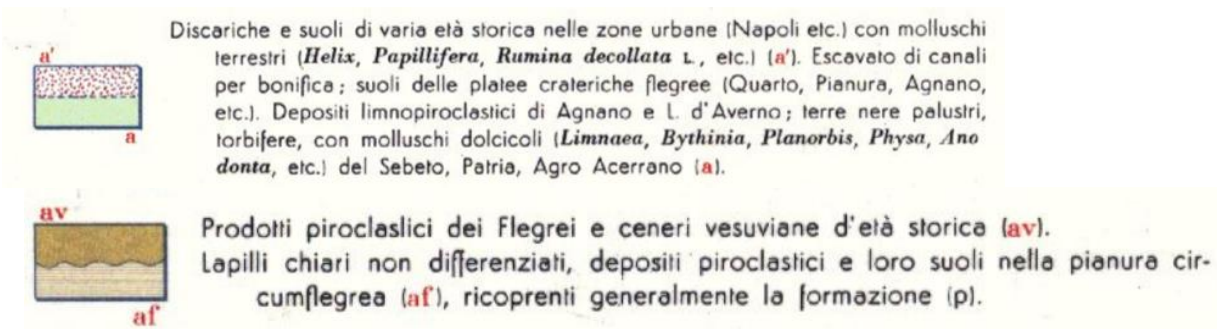 Discariche e suoli di varia età storica nelle zone urbane (Napoli etc.) con molluschi
a'
terrestri (Helix, Papillifera, Rumina decollata L., etc.) (a'). Escavato di canali
per bonifica; suoli delle platee crateriche flegree (Quarto, Pianura, Agnano,
etc.). Depositi limnopiroclastici di Agnano e L. d'Averno; terre nere palustri,
a
torbifere, con molluschi dolcicoli (Limnaea, Bythinia, Planorbis, Physa, Ano
donta, etc.) del Sebeto, Patria, Agro Acerrano (a).
av
Prodotti piroclastici dei Flegrei e ceneri vesuviane d'età storica (av).
Lapilli chiari non differenziati, depositi piroclastici e loro suoli nella pianura cir-
cumflegrea (af), ricoprenti generalmente la formazione (p).
af